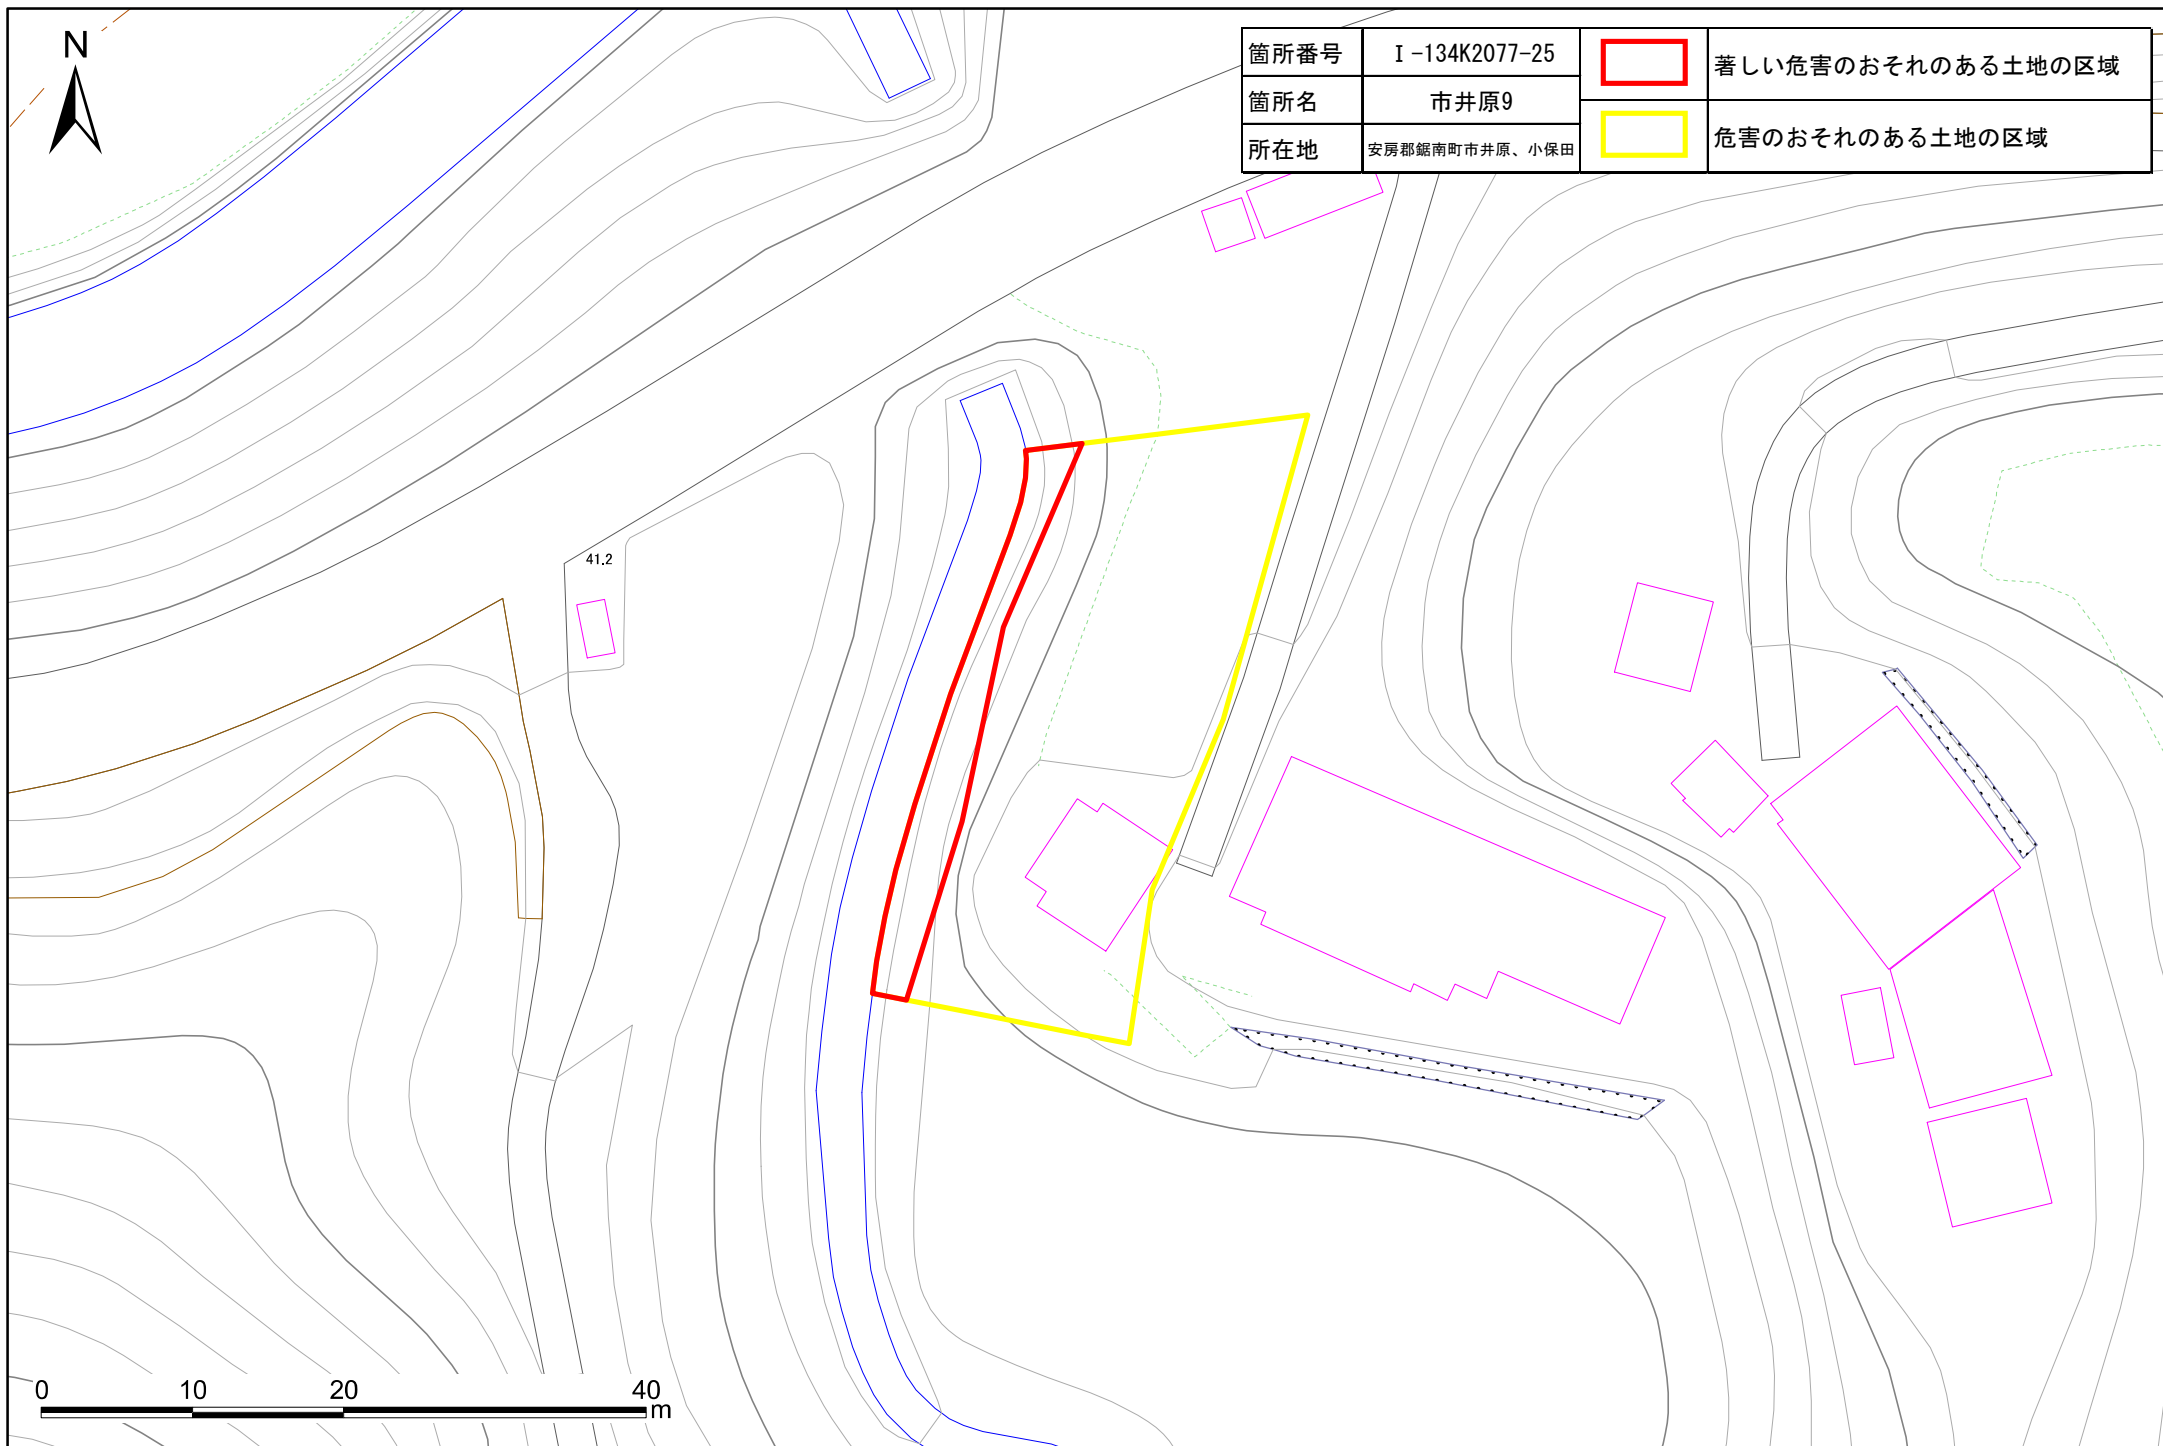 N
箇所番号 Ⅰ-134K2077-25
箇所名 市井原9
所在地 安房郡鋸南町市井原、小保田
著しい危害のおそれのある土地の区域
危害のおそれのある土地の区域
41.2
0 10 20 40
m